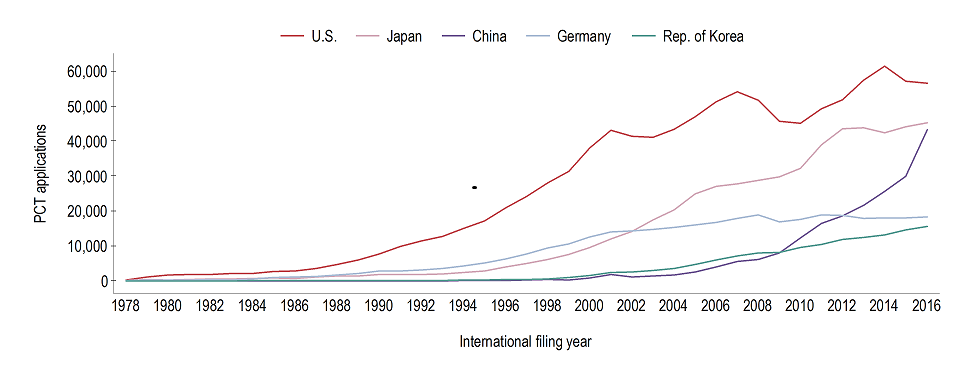 U.S. Japan China Germany Rep. of Korea
PCT applications
60,000
50,000
40,000
30,000
20,000
10,000
0
1978 1980 1982 1984 1986 1988 1990 1992 1994 1996 1998 2000 2002 2004 2006 2008 2010 2012 2014 2016
International filing year